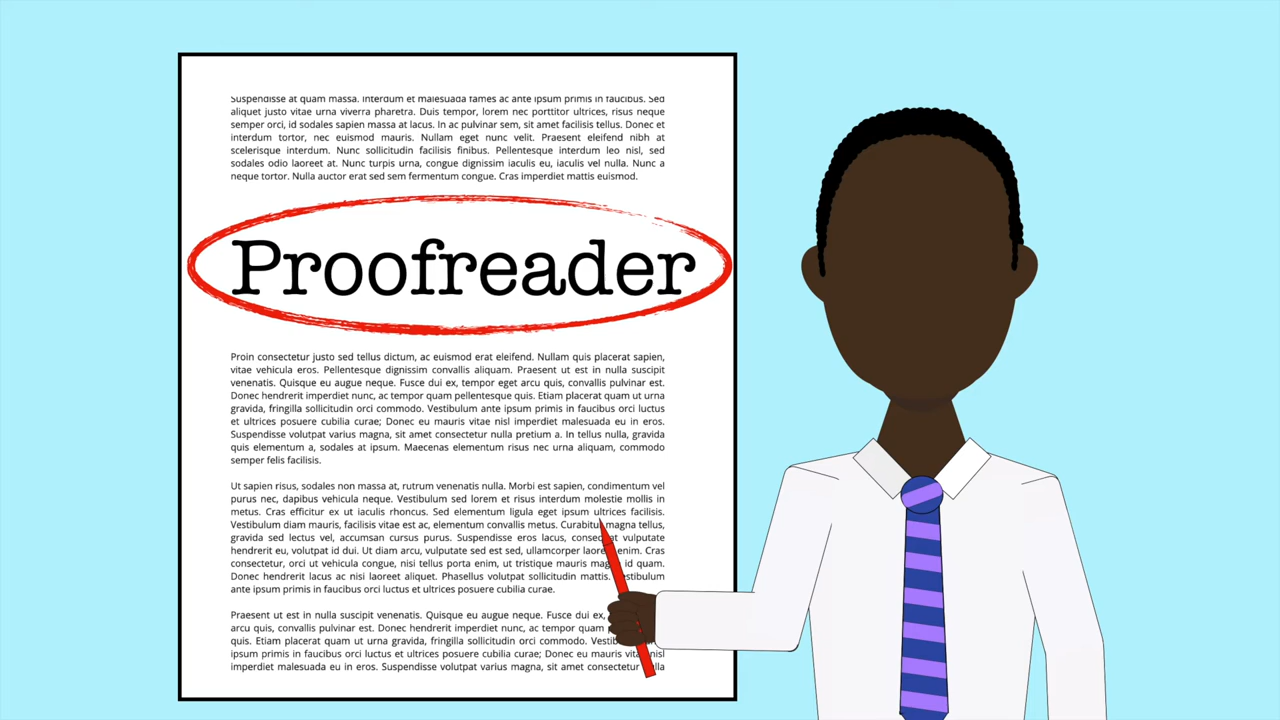 Suspendisse at quam massa. Interdum et malesuada fames ac ante ipsum primis in faucibus. Sed
aliquet justo vitae urna viverra pharetra. Duis tempor, lorem nec porttitor ultrices, risus neque
semper orci, id sodales sapien massa at lacus. In ac pulvinar sem, sit amet facilisis tellus. Donec et
interdum tortor, nec euismod mauris. Nullam eget nunc velit. Praesent eleifend nibh at
scelerisque interdum. Nunc sollicitudin facilisis finibus. Pellentesque interdum leo nisl, sed
sodales odio laoreet at. Nunc turpis urna, congue dignissim iaculis eu, iaculis vel nulla. Nunc a
neque tortor. Nulla auctor erat sed sem fermentum congue. Cras imperdiet mattis euismod.
Proofreader
Proin consectetur justo sed tellus dictum, ac euismod erat eleifend. Nullam quis placerat sapien,
vitae vehicula eros. Pellentesque dignissim convallis aliquam. Praesent ut est in nulla suscipit
venenatis. Quisque eu augue neque. Fusce dui ex, tempor eget arcu quis, convallis pulvinar est.
Donec hendrerit imperdiet nunc, ac tempor quam pellentesque quis. Etiam placerat quam ut urna
gravida, fringilla sollicitudin orci commodo. Vestibulum ante ipsum primis in faucibus orci luctus
et ultrices posuere cubilia curae; Donec eu mauris vitae nisl imperdiet malesuada eu in eros.
Suspendisse volutpat varius magna, sit amet consectetur nulla pretium a. In tellus nulla, gravida
quis elementum a, sodales at ipsum. Maecenas elementum risus nec urna aliquam, commodo
semper felis facilisis.
Ut sapien risus, sodales non massa at, rutrum venenatis nulla. Morbi est sapien, condimentum vel
purus nec, dapibus vehicula neque. Vestibulum sed lorem et risus interdum molestie mollis in
metus. Cras efficitur ex ut iaculis rhoncus. Sed elementum ligula eget ipsum ultrices facilisis.
Vestibulum diam mauris, facilisis vitae est ac, elementum convallis metus. Curabitu magna tellus,
gravida sed lectus vel, accumsan cursus purus. Suspendisse eros lacus, vulputate
hendrerit eu, volutpat id dui. Ut diam arcu, vulputate sed est sed, ullamcorper enim. Cras
consectetur, orci ut vehicula congue, nisi tellus porta enim, ut tristique mauris id quam.
Donec hendrerit lacus ac nisi laoreet aliquet. Phasellus volutpat sollicitudin mattis. estibulum
ante ipsum primis in faucibus orci luctus et ultrices posuere cubilia curae.
Praesent ut est in nulla suscipit venenatis. Quisque eu augue neque. Fusce dui ex,
arcu quis, convallis pulvinar est. Donec hendrerit imperdiet nunc, ac tempor quam
quis. Etiam placerat quam ut urna gravida, fringilla sollicitudin orci commodo.
ipsum primis in faucibus orci luctus et ultrices posuere cubilia curae; Donec eu mauris nisl
imperdiet malesuada eu in eros. Suspendisse volutpat varius magna, sit amet consectetur